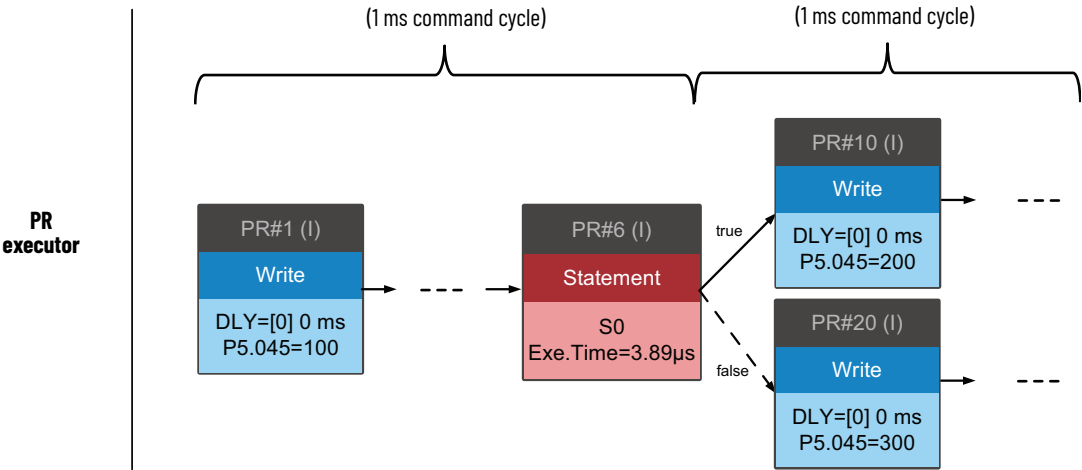 (1 ms command cycle)
(1 ms command cycle)
PR
executor
PR#1 (I)
Write
DLY=[0] 0 ms
P5.045=100
PR#6 (I)
Statement
S0
Exe.Time=3.89µs
true
false
PR#10 (I)
Write
DLY=[0] 0 ms
P5.045=200
PR#20 (I)
Write
DLY=[0] 0 ms
P5.045=300